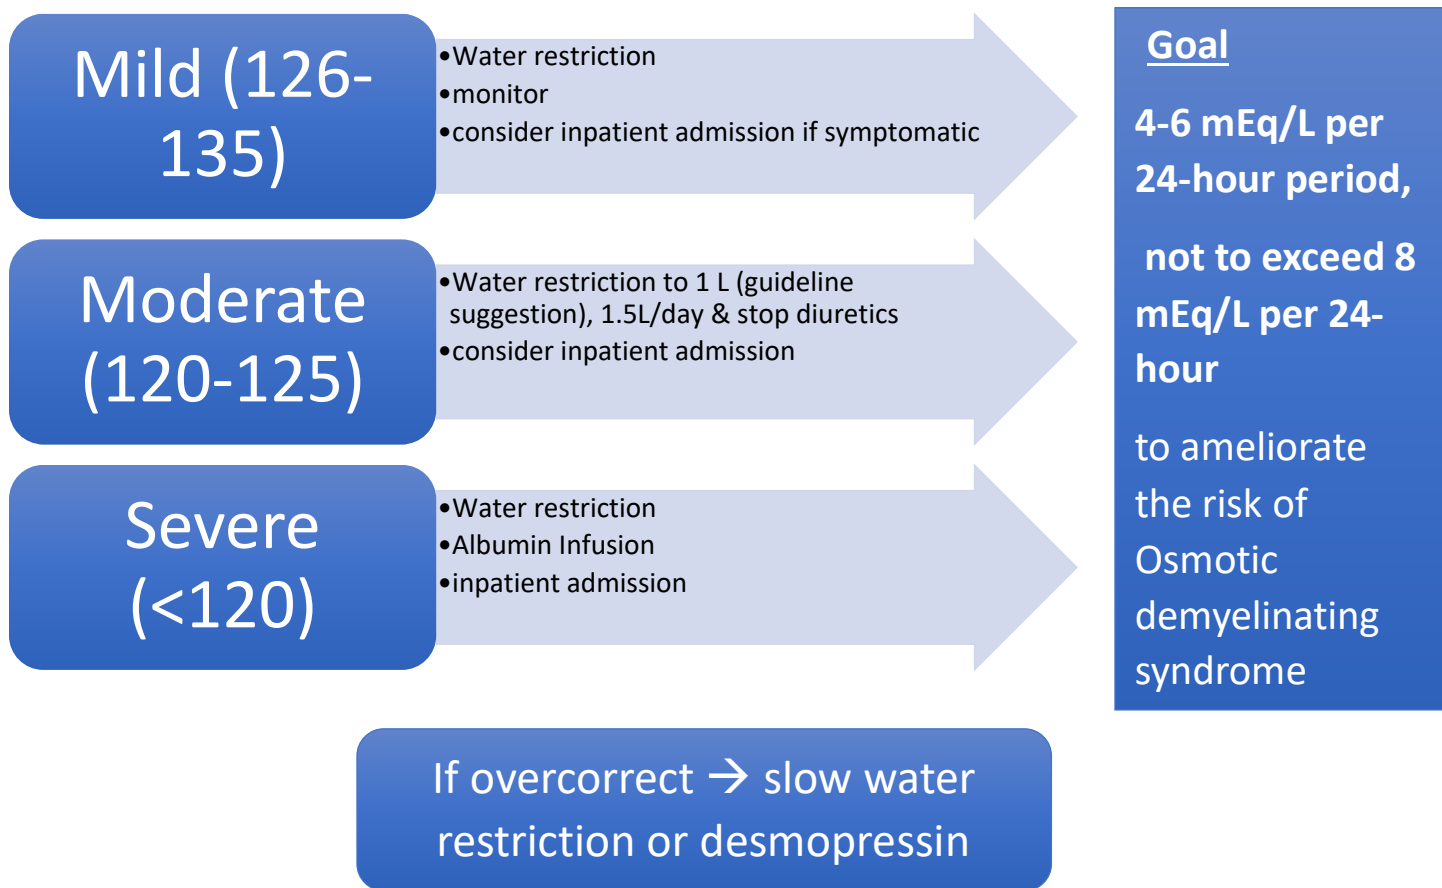 Mild (126-
135)
•Water restriction
•monitor
•consider inpatient admission if symptomatic
Moderate
(120-125)
•Water restriction to 1 L (guideline
suggestion), 1.5L/day & stop diuretics
•consider inpatient admission
Severe
(<120)
•Water restriction
•Albumin Infusion
•inpatient admission
Goal
4-6 mEq/L per
24-hour period,
not to exceed 8
mEq/L per 24-
hour
to ameliorate
the risk of
Osmotic
demyelinating
syndrome
If overcorrect → slow water
restriction or desmopressin